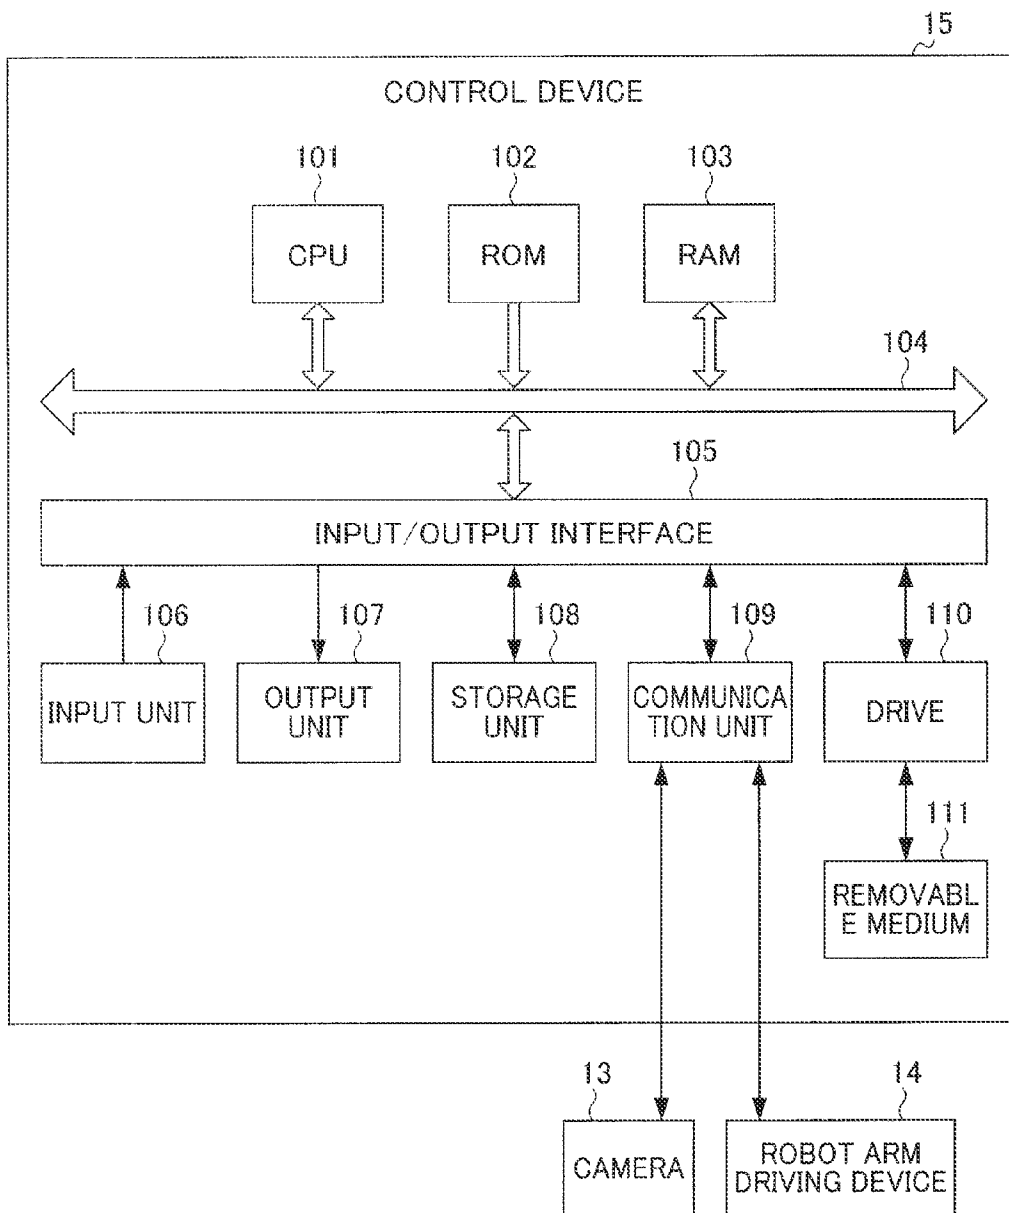 15
CONTROL DEVICE
101
102
103
CPU
ROM
RAM
104
105
INPUT/OUTPUT INTERFACE
106
107
108
109
110
INPUT UNIT
OUTPUT
UNIT
STORAGE
UNIT
COMMUNICA
TION UNIT
DRIVE
111
REMOVABL
E MEDIUM
13
14
CAMERA
ROBOT ARM
DRIVING DEVICE